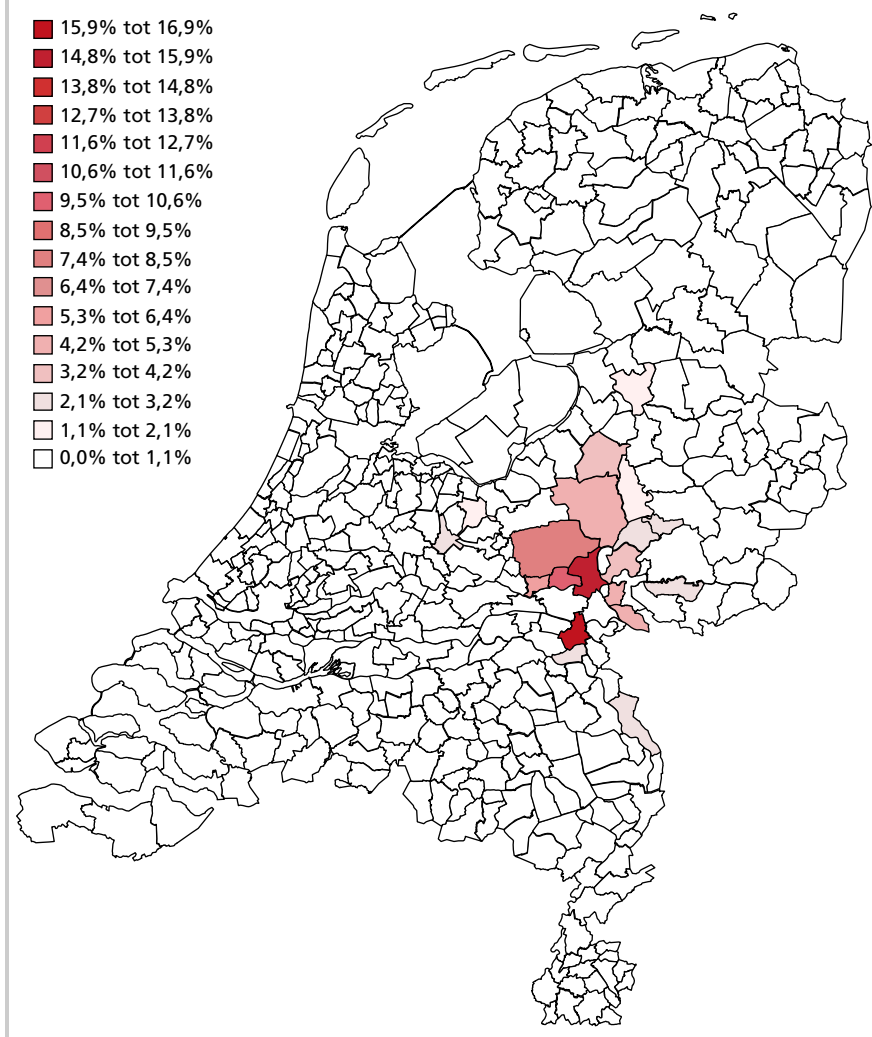 15,9% tot 16,9%
14,8% tot 15,9%
13,8% tot 14,8%
12,7% tot 13,8%
11,6% tot 12,7%
10,6% tot 11,6%
9,5% tot 10,6%
8,5% tot 9,5%
7,4% tot 8,5%
6,4% tot 7,4%
5,3% tot 6,4%
4,2% tot 5,3%
3,2% tot 4,2%
2,1% tot 3,2%
1,1% tot 2,1%
0,0% tot 1,1%